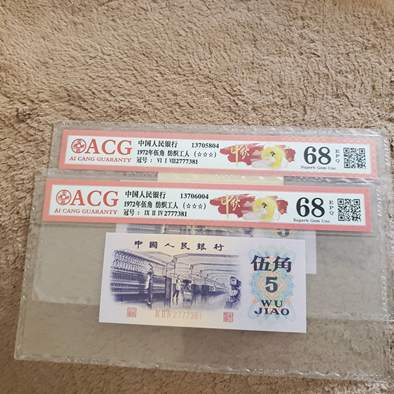 ACG
AI CANG GUARANTY
中国人民银行 13705804
1972年伍角 纺织工人 (☆☆☆)
冠号: VI I VII2777381
68 EPQ
Superb Gem Unc
ACG
AI CANG GUARANTY
中国人民银行 13706004
1972年伍角 纺织工人 (☆☆☆)
冠号: IX II IV2777381
68 EPQ
Superb Gem Unc
中国人民银行
伍角
5
WU
JIAO
2777381